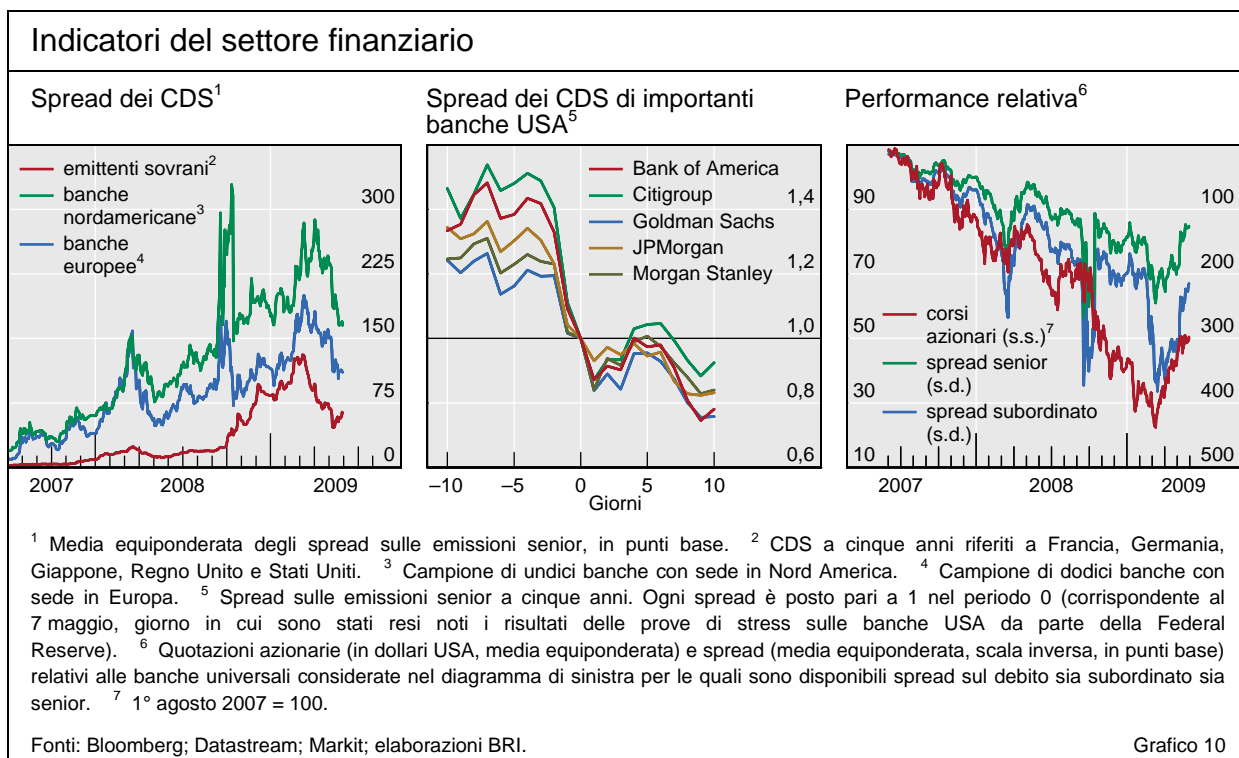 Indicatori del settore finanziario
Spread dei CDS1
emittenti sovrani2
banche
nordamericane3
banche
europee4
300
225
150
75
0
2007
2008
2009
Spread dei CDS di importanti
banche USA5
Bank of America
Citigroup
Goldman Sachs
JPMorgan
Morgan Stanley
1,4
1,2
1,0
0,8
0,6
–10
–5
0
5
10
Giorni
Performance relativa6
90
70
50
30
10
100
200
300
400
500
corsi
azionari (s.s.)7
spread senior
(s.d.)
spread subordinato
(s.d.)
2007
2008
2009
1 Media equiponderata degli spread sulle emissioni senior, in punti base. 2 CDS a cinque anni riferiti a Francia, Germania,
Giappone, Regno Unito e Stati Uniti. 3 Campione di undici banche con sede in Nord America. 4 Campione di dodici banche con
sede in Europa. 5 Spread sulle emissioni senior a cinque anni. Ogni spread è posto pari a 1 nel periodo 0 (corrispondente al
7 maggio, giorno in cui sono stati resi noti i risultati delle prove di stress sulle banche USA da parte della Federal
Reserve). 6 Quotazioni azionarie (in dollari USA, media equiponderata) e spread (media equiponderata, scala inversa, in punti base)
relativi alle banche universali considerate nel diagramma di sinistra per le quali sono disponibili spread sul debito sia subordinato sia
senior. 7 1° agosto 2007 = 100.
Fonti: Bloomberg; Datastream; Markit; elaborazioni BRI.
Grafico 10